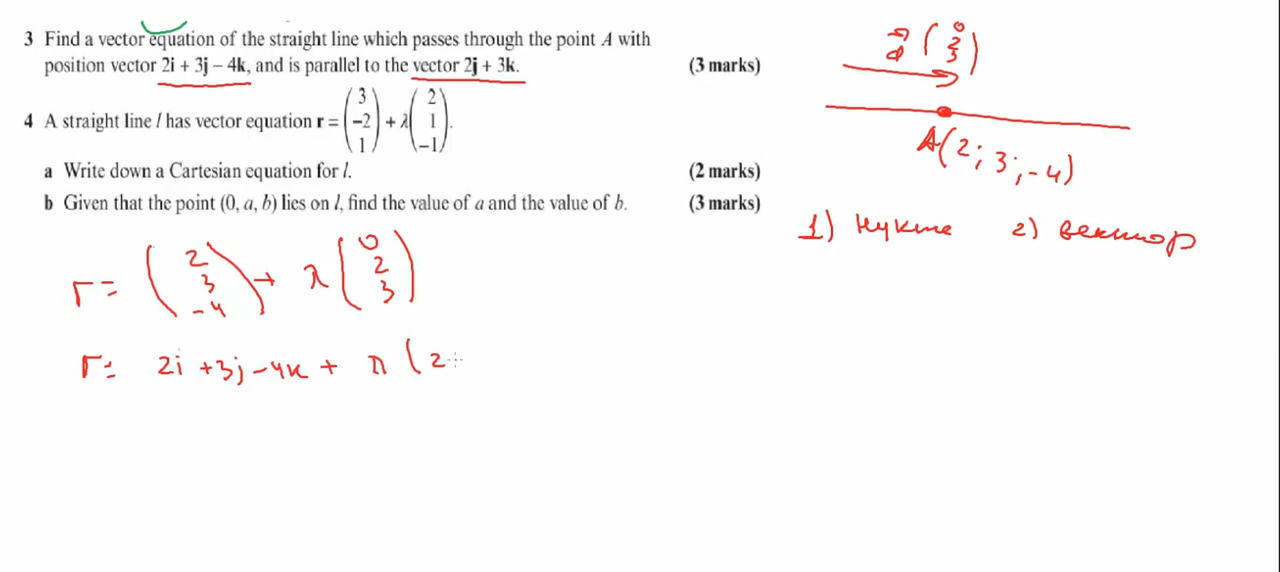 3 Find a vector equation of the straight line which passes through the point A with
position vector 2i + 3j − 4k, and is parallel to the vector 2j + 3k. (3 marks)
4 A straight line l has vector equation r = (3 −2 1) + λ(2 1 −1).
a Write down a Cartesian equation for l. (2 marks)
b Given that the point (0, a, b) lies on l, find the value of a and the value of b. (3 marks)
r = (2 3 -4) + λ (0 2 3)
r = 2i + 3j - 4k + λ (2
(0 2 3)
A(2; 3; -4)
1) нукте 2) вектор